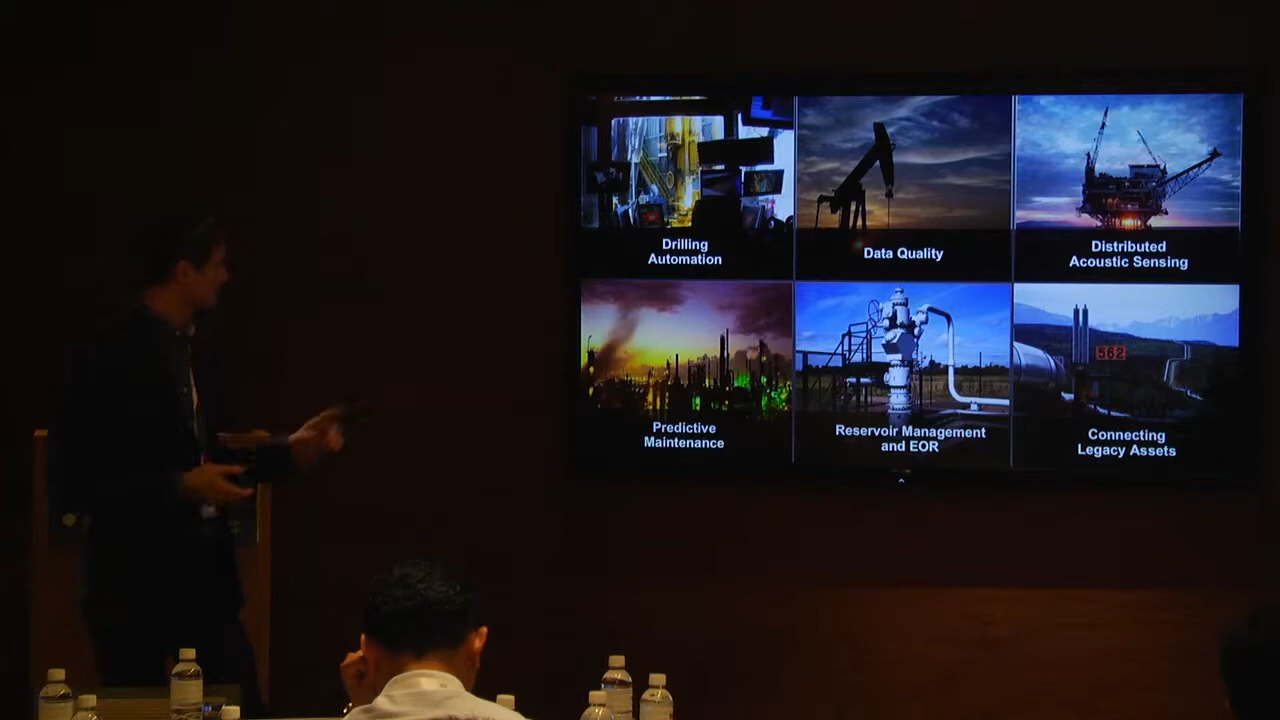 Drilling
Automation
Data Quality
Distributed
Acoustic Sensing
562
Predictive
Maintenance
Reservoir Management
and EOR
Connecting
Legacy Assets